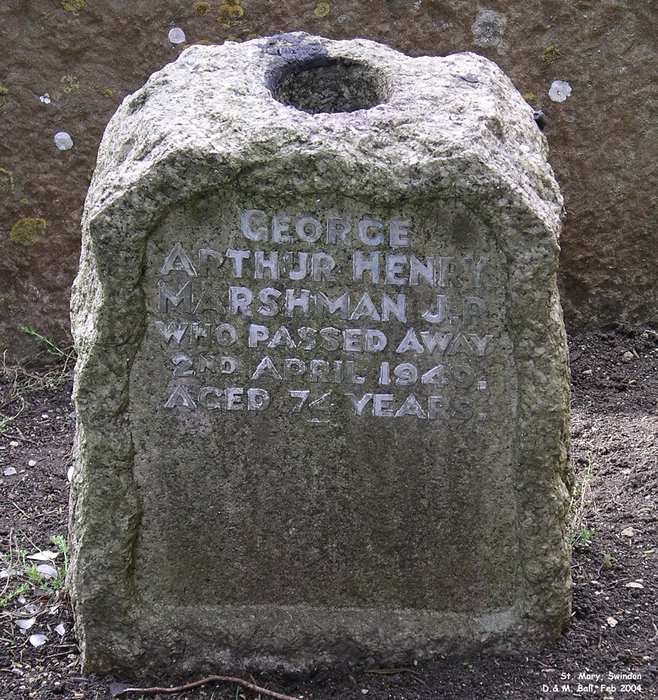 GEORGE
ARTHUR HENRY
MARSHMAN J.P.
WHO PASSED AWAY
2ND APRIL 1940.
AGED 74 YEARS.
St. Mary, Swindon
D.& M. Ball, Feb 2004